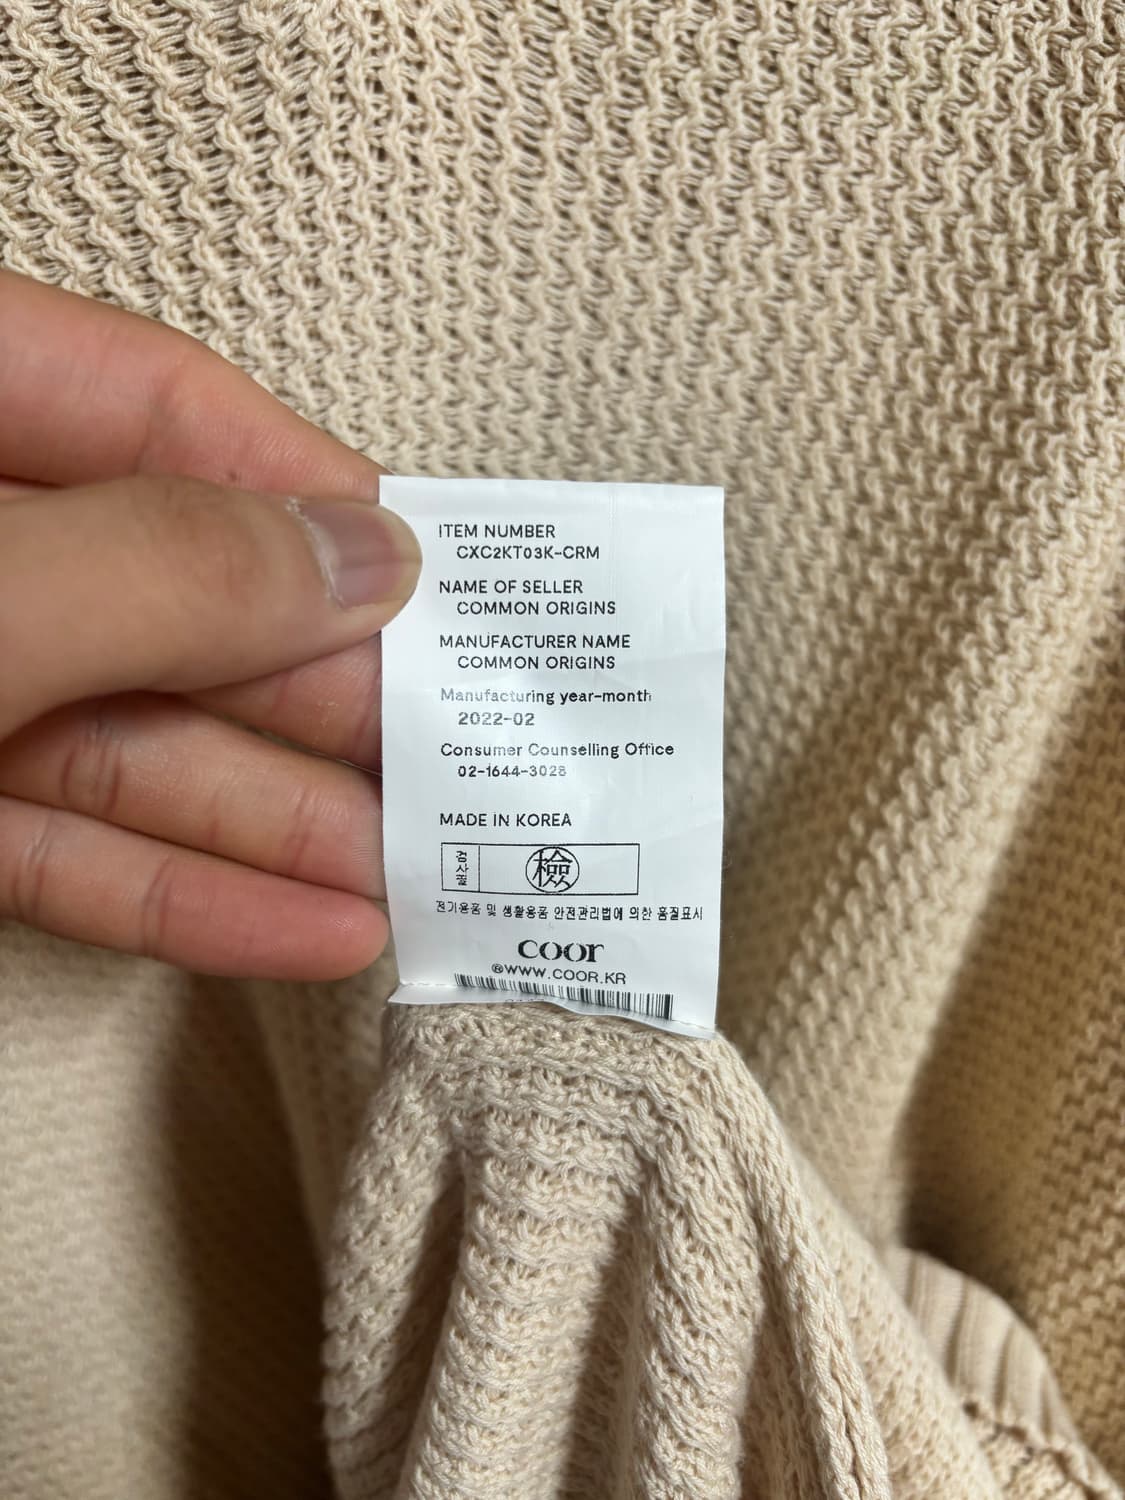 ITEM NUMBER
CXC2KT03K-CRM
NAME OF SELLER
COMMON ORIGINS
MANUFACTURER NAME
COMMON ORIGINS
Manufacturing year-month
2022-02
Consumer Counselling Office
02-1644-3028
MADE IN KOREA
검사필
檢
전기용품 및 생활용품 안전관리법에 의한 품질표시
coor
@WWW.COOR.KR